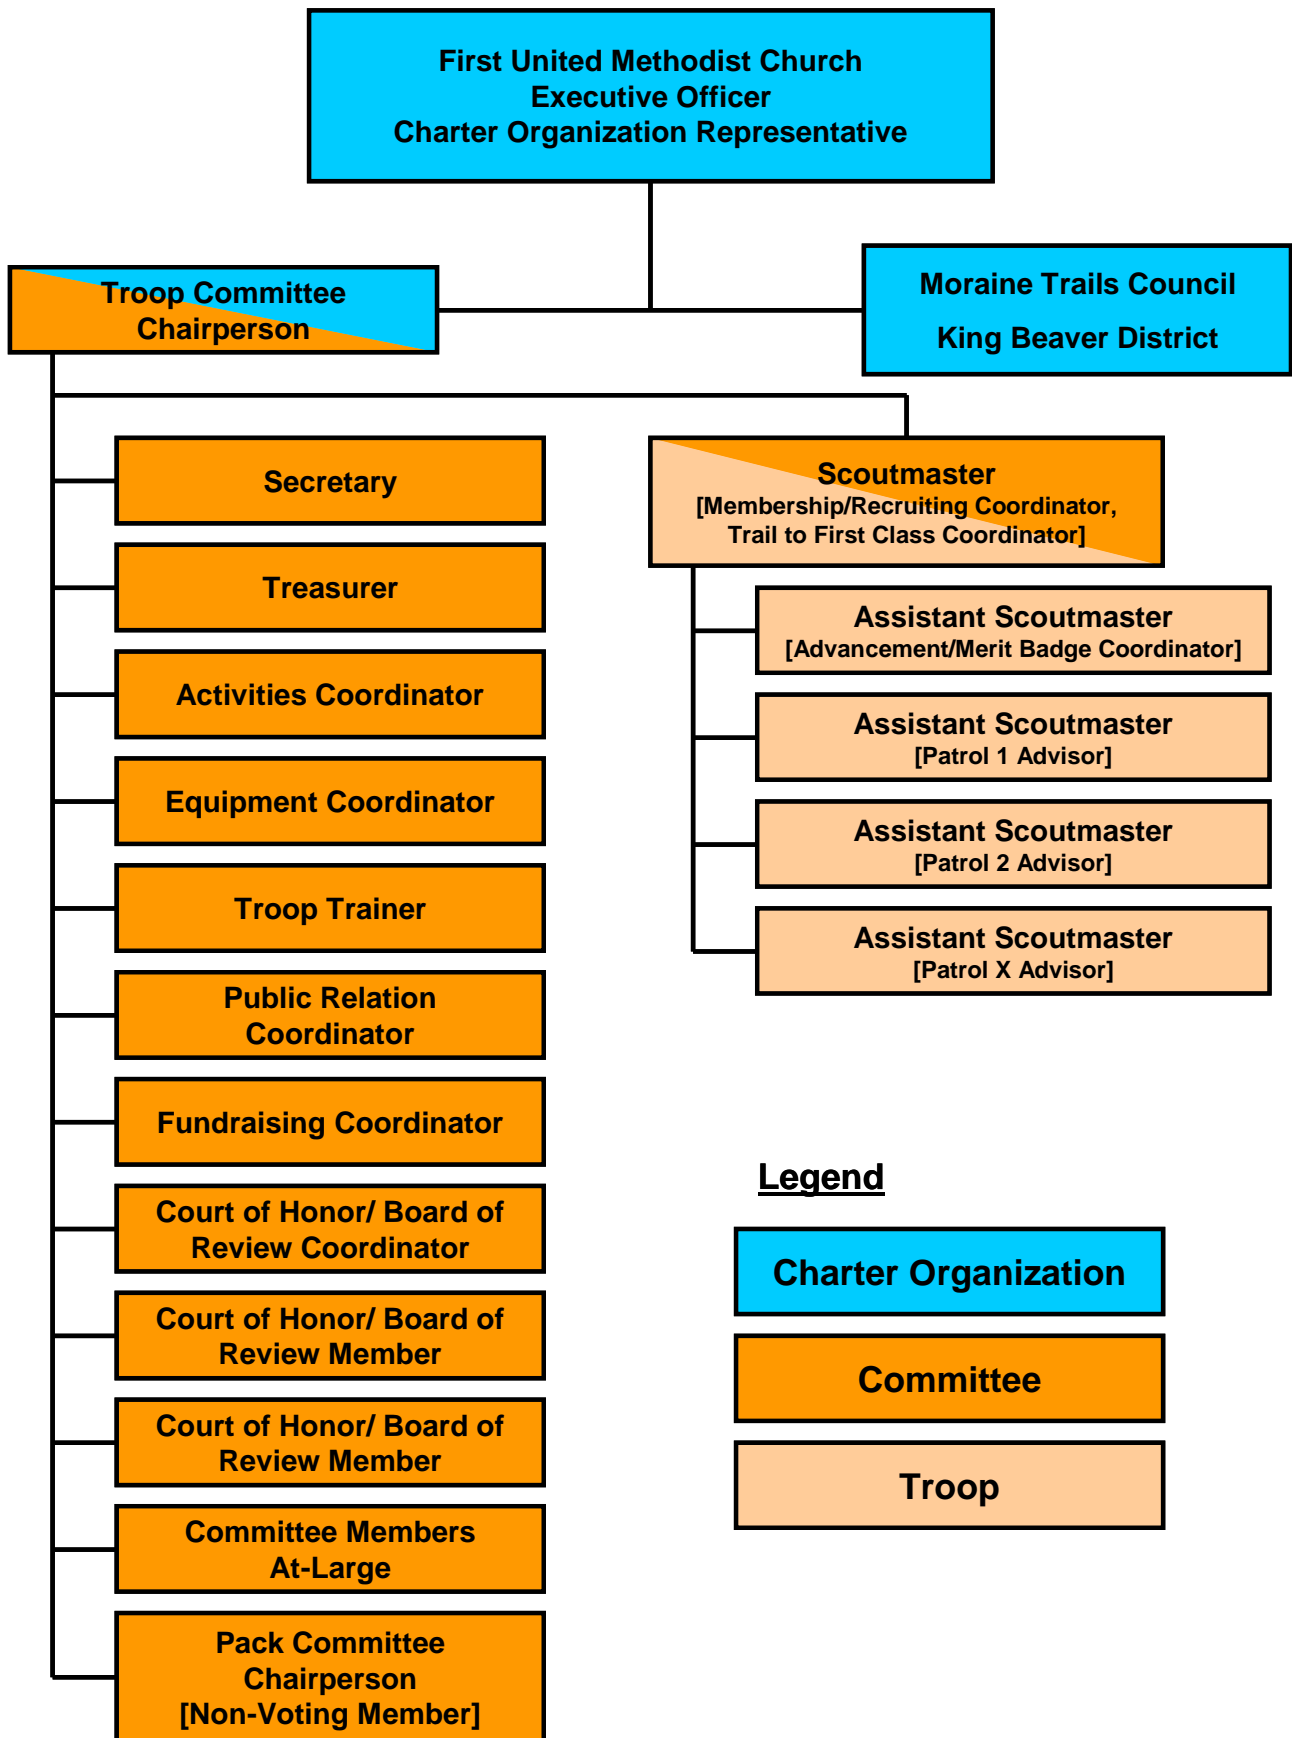 First United Methodist Church
Executive Officer
Charter Organization Representative
Troop Committee
Chairperson
Moraine Trails Council
King Beaver District
Secretary
Treasurer
Activities Coordinator
Equipment Coordinator
Troop Trainer
Public Relation
Coordinator
Fundraising Coordinator
Court of Honor/ Board of
Review Coordinator
Court of Honor/ Board of
Review Member
Court of Honor/ Board of
Review Member
Committee Members
At-Large
Pack Committee
Chairperson
[Non-Voting Member]
Scoutmaster
[Membership/Recruiting Coordinator,
Trail to First Class Coordinator]
Assistant Scoutmaster
[Advancement/Merit Badge Coordinator]
Assistant Scoutmaster
[Patrol 1 Advisor]
Assistant Scoutmaster
[Patrol 2 Advisor]
Assistant Scoutmaster
[Patrol X Advisor]
Legend
Charter Organization
Committee
Troop